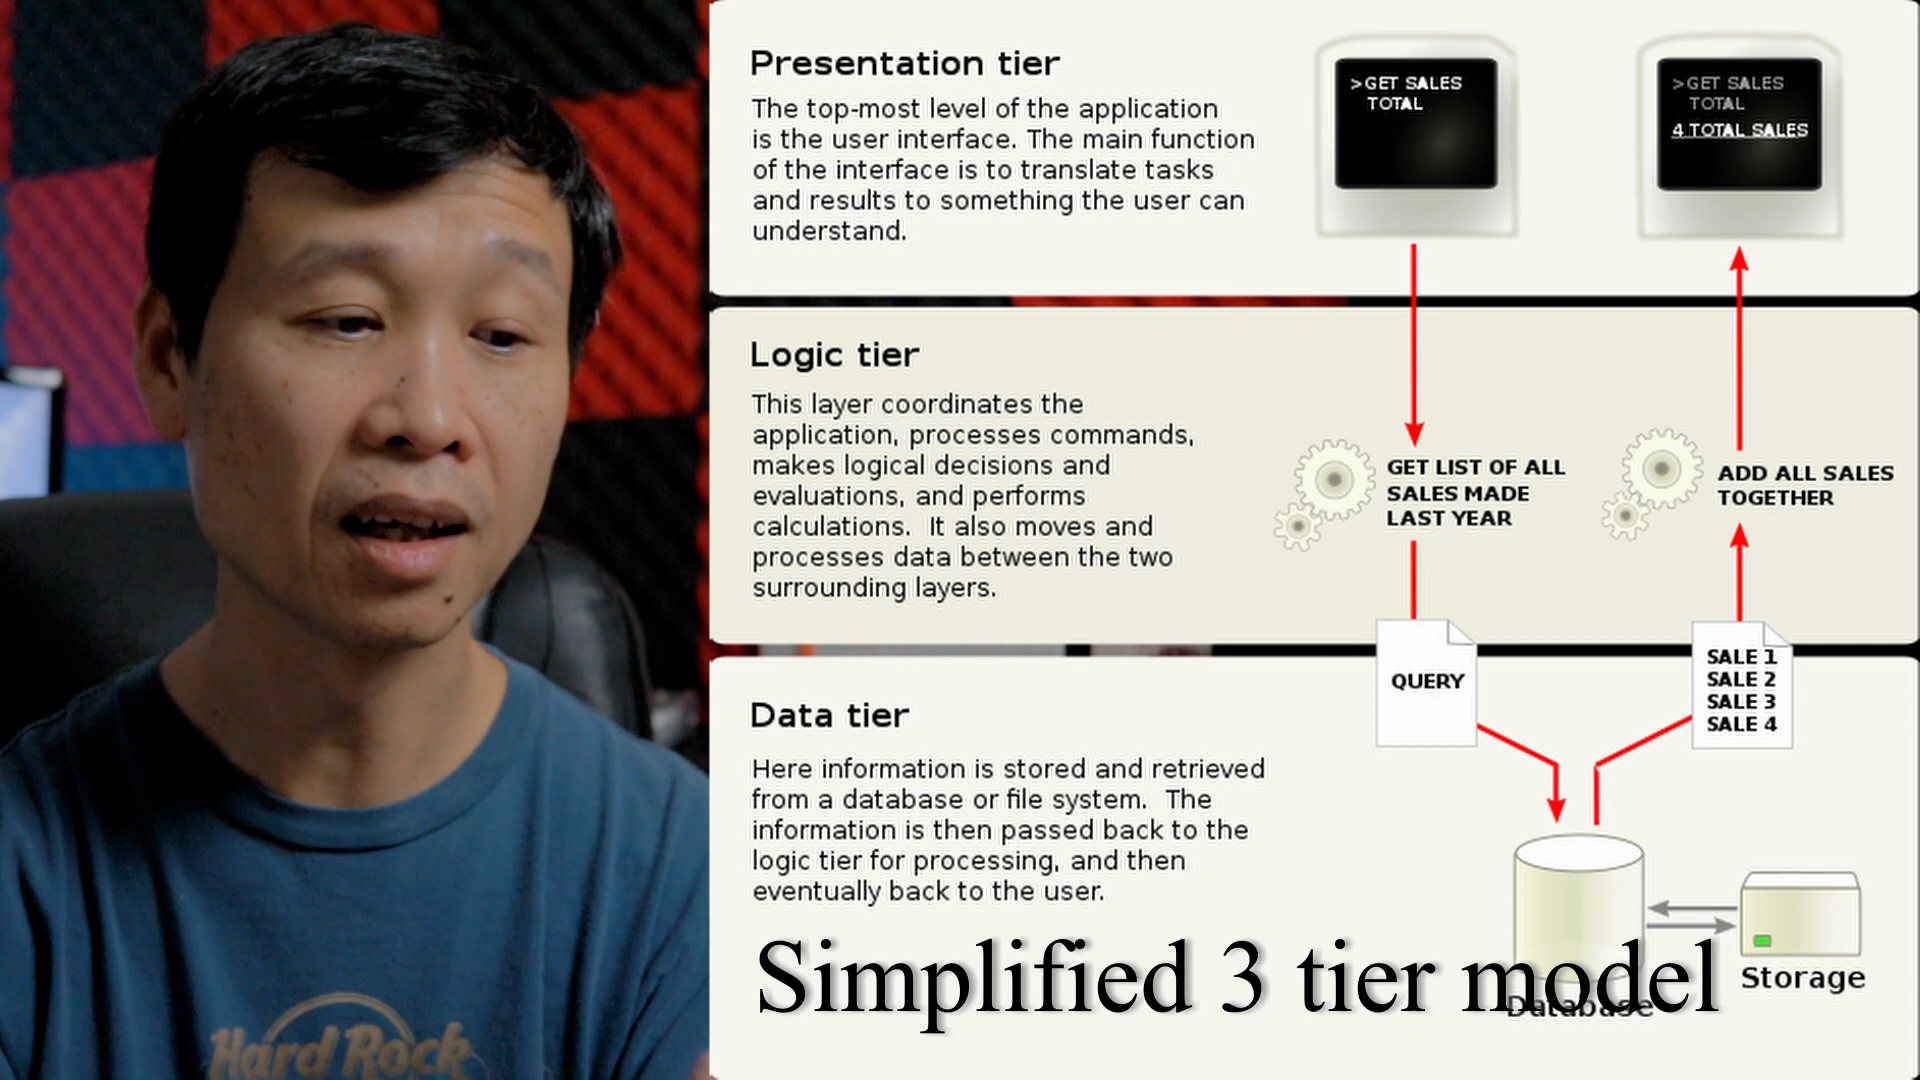 Presentation tier
The top-most level of the application
is the user interface. The main function
of the interface is to translate tasks
and results to something the user can
understand.
>GET SALES
TOTAL
>GET SALES
TOTAL
4 TOTAL SALES
Logic tier
This layer coordinates the
application, processes commands,
makes logical decisions and
evaluations, and performs
calculations. It also moves and
processes data between the two
surrounding layers.
GET LIST OF ALL
SALES MADE
LAST YEAR
ADD ALL SALES
TOGETHER
QUERY
SALE 1
SALE 2
SALE 3
SALE 4
Data tier
Here information is stored and retrieved
from a database or file system. The
information is then passed back to the
logic tier for processing, and then
eventually back to the user.
Database
Storage
Simplified 3 tier model
Hard Rock